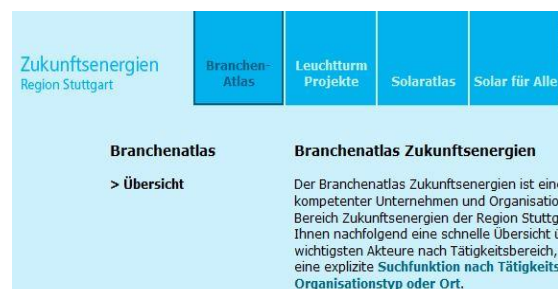 Zukunftsenergien
Region Stuttgart
Branchen-
Atlas
Leuchtturm
Projekte
Solaratlas
Solar für Alle
Branchenatlas
> Übersicht
Branchenatlas Zukunftsenergien
Der Branchenatlas Zukunftsenergien ist eine
kompetenter Unternehmen und Organisatio
Bereich Zukunftsenergien der Region Stuttg
Ihnen nachfolgend eine schnelle Übersicht ü
wichtigsten Akteure nach Tätigkeitsbereich,
eine explizite Suchfunktion nach Tätigkeits
Organisationstyp oder Ort.